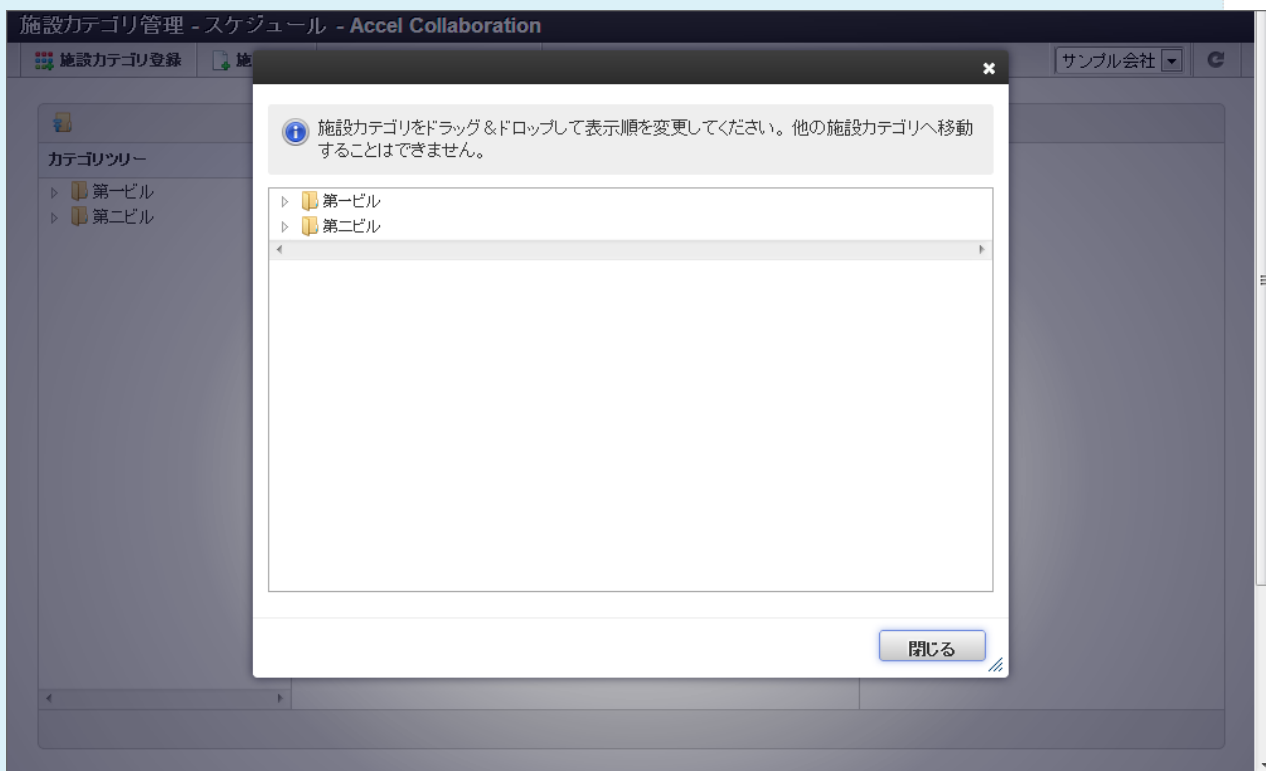 施設カテゴリ管理 - スケジュール - Accel Collaboration
施設カテゴリ登録
施
サンプル会社
カテゴリツリー
第一ビル
第二ビル
施設カテゴリをドラッグ&ドロップして表示順を変更してください。他の施設カテゴリへ移動
することはできません。
第一ビル
第二ビル
閉じる